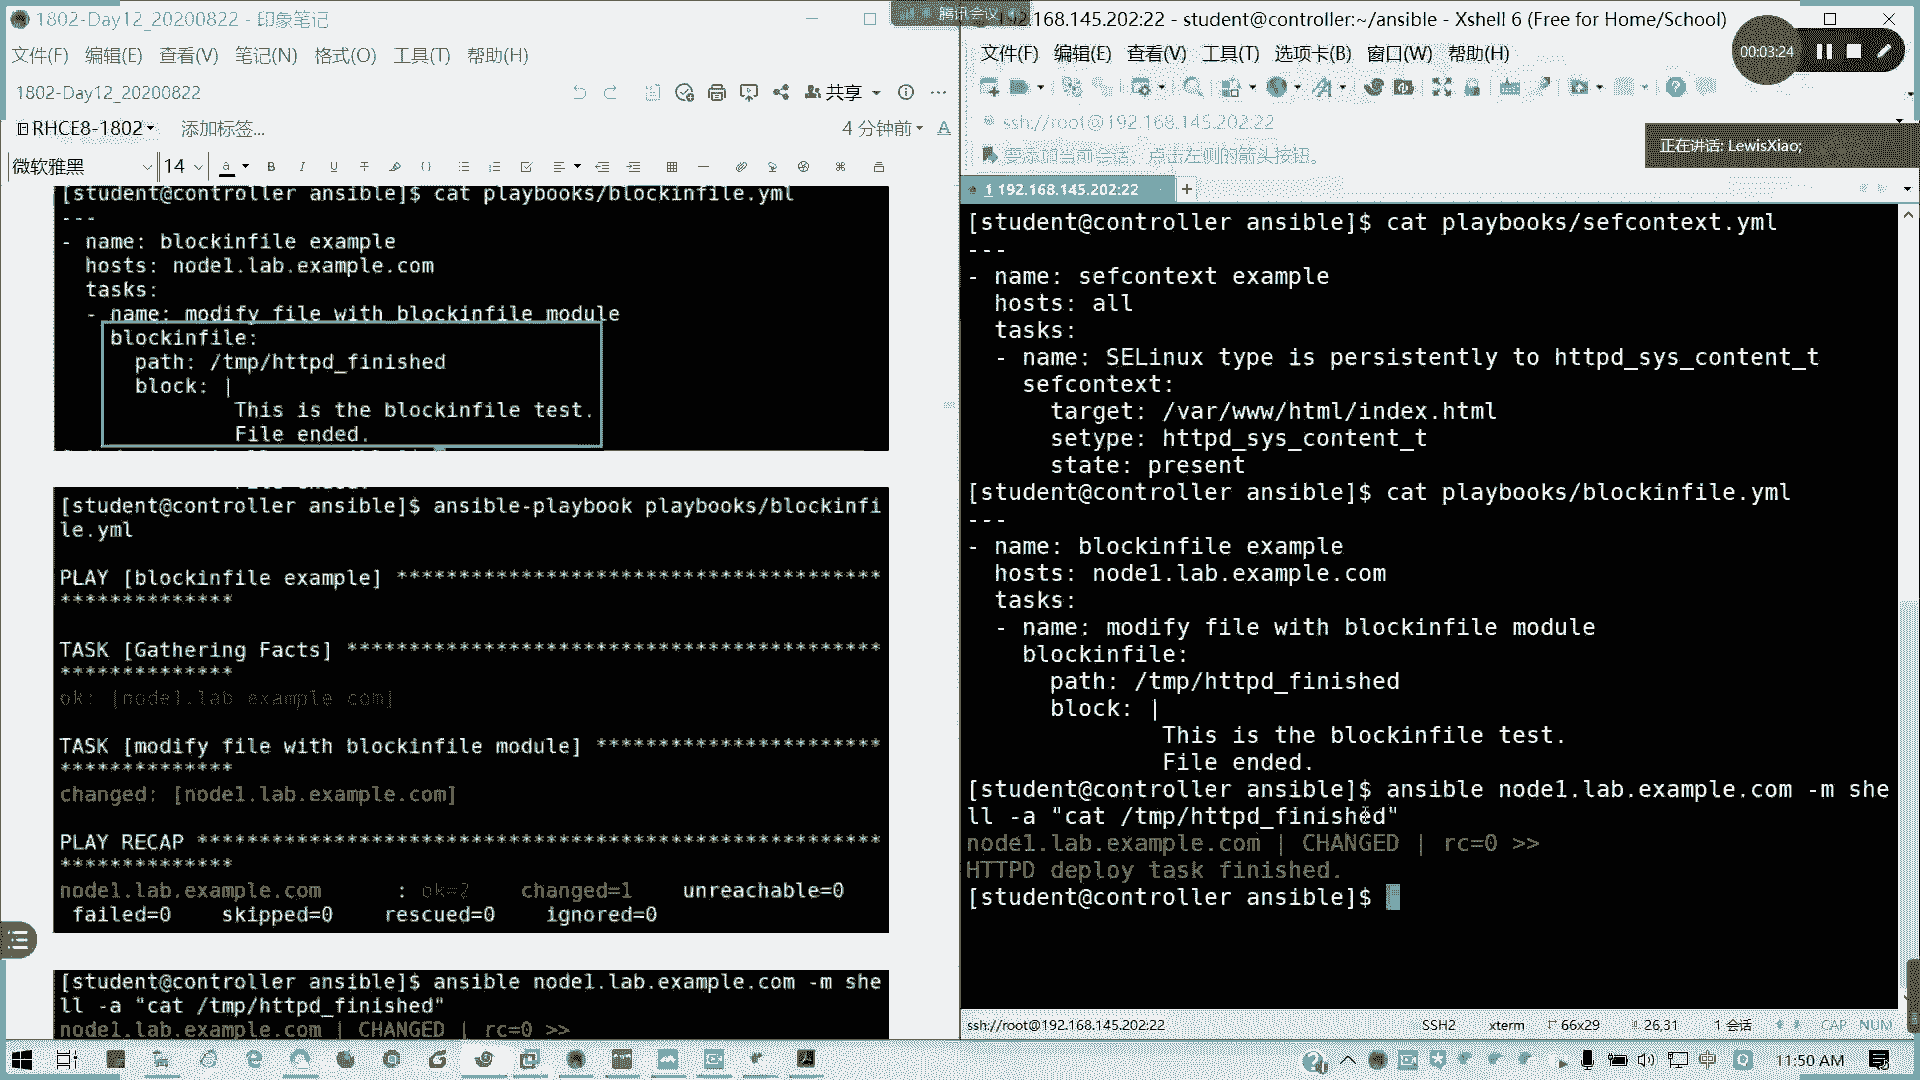 1802-Day12_20200822 - 印象笔记
文件(F) 编辑(E) 查看(V) 笔记(N) 格式(O) 工具(T) 帮助(H)
1802-Day12_20200822
共享
RHCE8-1802
添加标签...
4 分钟前
微软雅黑 14
[student@controller ansible]$ cat playbooks/blockinfile.yml
---
- name: blockinfile example
  hosts: node1.lab.example.com
  tasks:
  - name: modify file with blockinfile module
    blockinfile:
      path: /tmp/httpd_finished
      block: |
              This is the blockinfile test.
              File ended.
[student@controller ansible]$ ansible-playbook playbooks/blockinfi
le.yml
PLAY [blockinfile example] ***************************************
**************
TASK [Gathering Facts] *******************************************
**************
ok: [node1.lab.example.com]
TASK [modify file with blockinfile module] ***********************
**************
changed: [node1.lab.example.com]
PLAY RECAP *******************************************************
**************
node1.lab.example.com      : ok=2    changed=1    unreachable=0
 failed=0    skipped=0    rescued=0    ignored=0
[student@controller ansible]$ ansible node1.lab.example.com -m she
ll -a "cat /tmp/httpd_finished"
node1.lab.example.com | CHANGED | rc=0 >>
腾讯会议
.168.145.202:22 - student@controller:~/ansible - Xshell 6 (Free for Home/School)
文件(F) 编辑(E) 查看(V) 工具(T) 选项卡(B) 窗口(W) 帮助(H)
00:03:24
ssh://root@192.168.145.202:22
要添加当前会话，点击左侧的箭头按钮。
正在讲话: LewisXiao;
1 192.168.145.202:22
[student@controller ansible]$ cat playbooks/sefcontext.yml
---
- name: sefcontext example
  hosts: all
  tasks:
  - name: SELinux type is persistently to httpd_sys_content_t
    sefcontext:
      target: /var/www/html/index.html
      setype: httpd_sys_content_t
      state: present
[student@controller ansible]$ cat playbooks/blockinfile.yml
---
- name: blockinfile example
  hosts: node1.lab.example.com
  tasks:
  - name: modify file with blockinfile module
    blockinfile:
      path: /tmp/httpd_finished
      block: |
              This is the blockinfile test.
              File ended.
[student@controller ansible]$ ansible node1.lab.example.com -m she
ll -a "cat /tmp/httpd_finished"
node1.lab.example.com | CHANGED | rc=0 >>
HTTPD deploy task finished.
[student@controller ansible]$
ssh://root@192.168.145.202:22 SSH2 xterm 66x29 26,31 1 会话 CAP NUM
中
11:50 AM